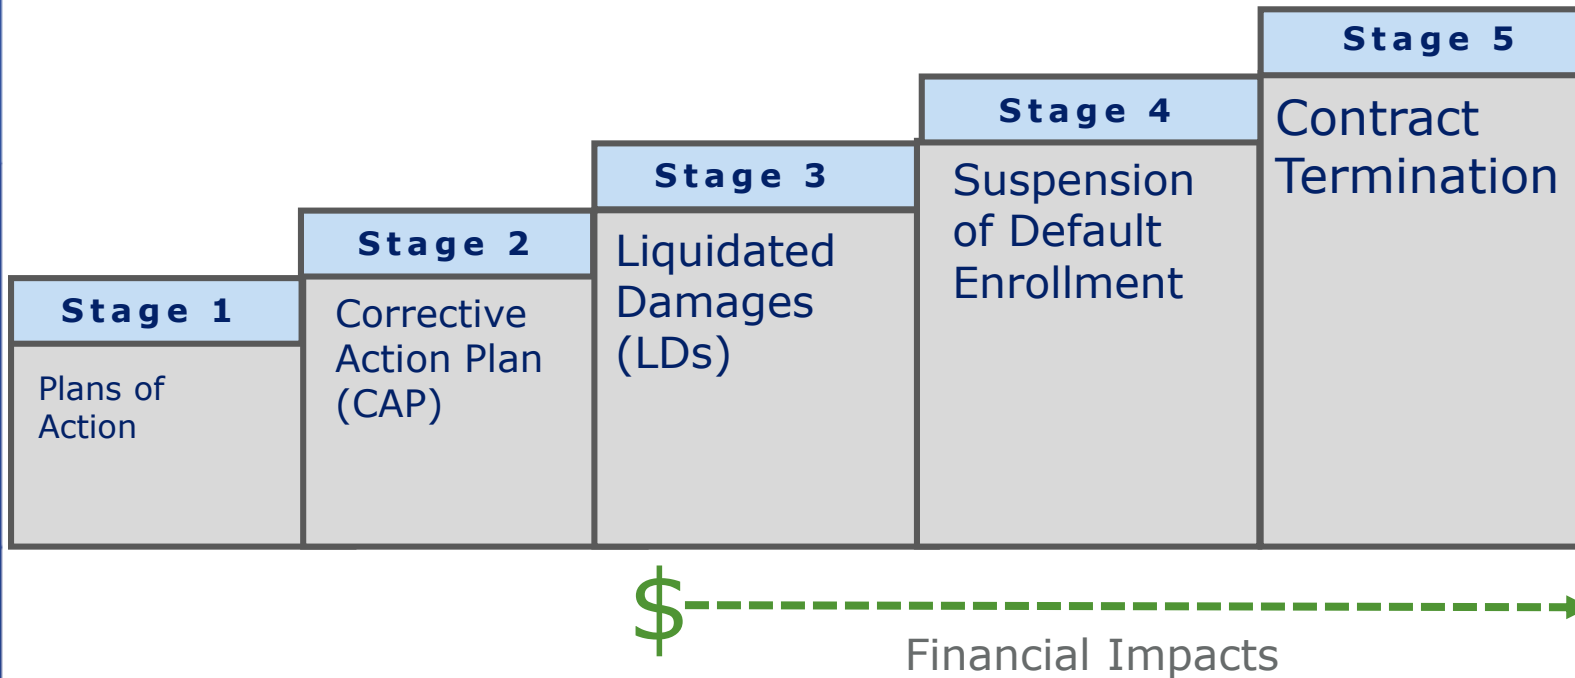 Stage 1
Plans of
Action
Stage 2
Corrective
Action Plan
(CAP)
Stage 3
Liquidated
Damages
(LDs)
Stage 4
Suspension
of Default
Enrollment
Stage 5
Contract
Termination
$
Financial Impacts